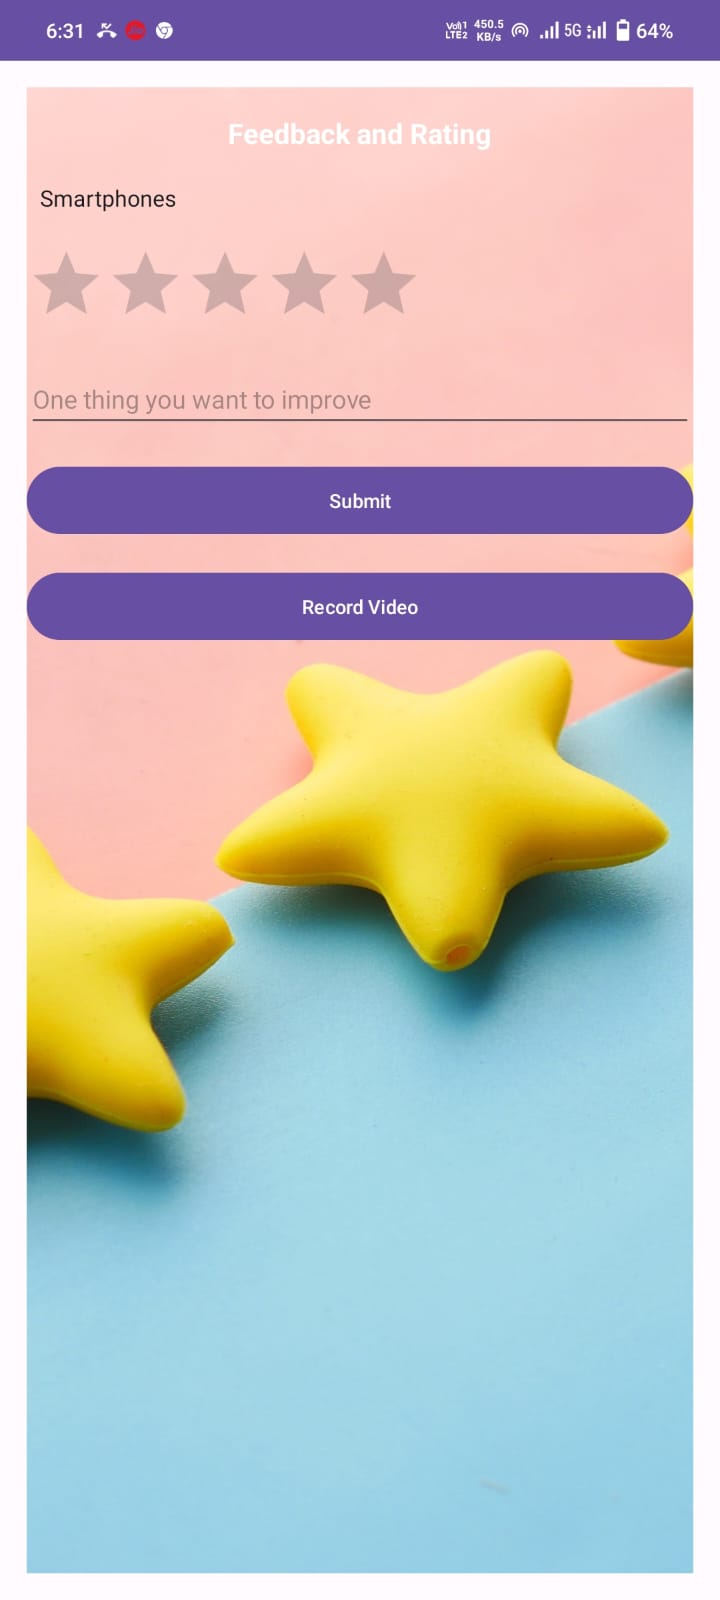 6:31
Vo))1 450.5 5G 64%
LTE2 KB/s
Feedback and Rating
Smartphones
One thing you want to improve
Submit
Record Video